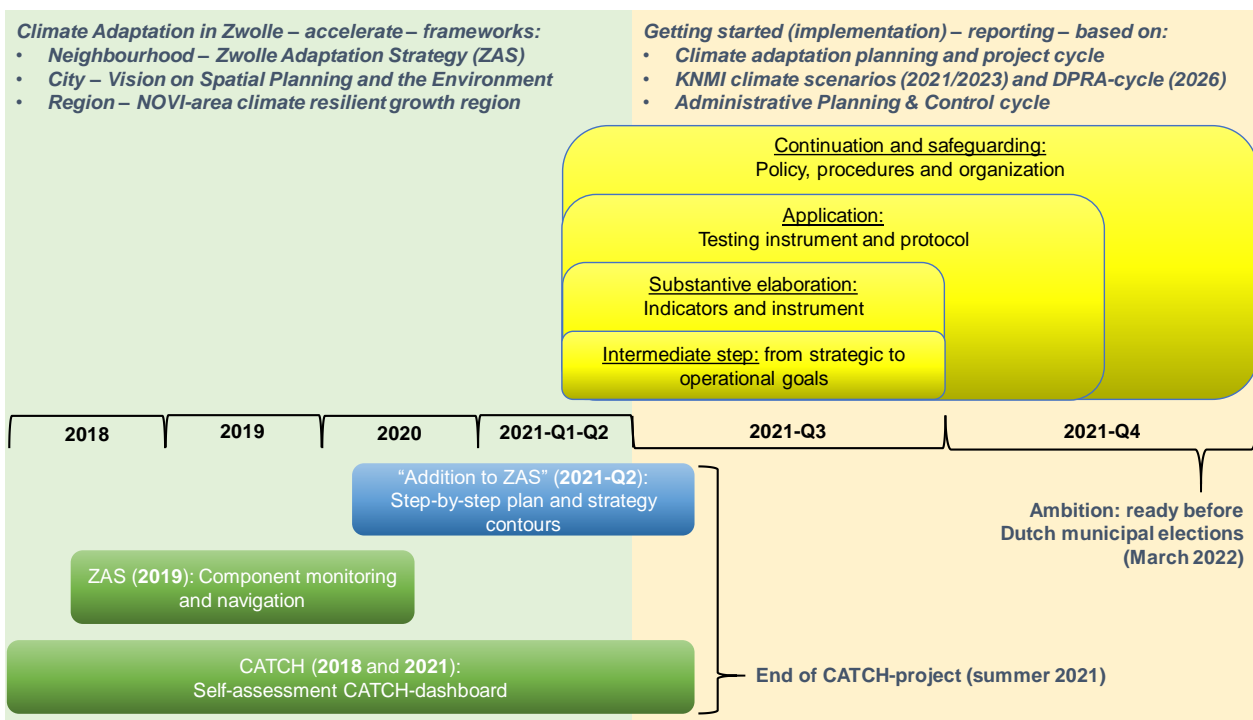 Climate Adaptation in Zwolle – accelerate – frameworks:
• Neighbourhood – Zwolle Adaptation Strategy (ZAS)
• City – Vision on Spatial Planning and the Environment
• Region – NOVI-area climate resilient growth region
Getting started (implementation) – reporting – based on:
• Climate adaptation planning and project cycle
• KNMI climate scenarios (2021/2023) and DPRA-cycle (2026)
• Administrative Planning & Control cycle
Continuation and safeguarding:
Policy, procedures and organization
Application:
Testing instrument and protocol
Substantive elaboration:
Indicators and instrument
Intermediate step: from strategic to
operational goals
2018
2019
2020
2021-Q1-Q2
2021-Q3
2021-Q4
“Addition to ZAS” (2021-Q2):
Step-by-step plan and strategy
contours
Ambition: ready before
Dutch municipal elections
(March 2022)
ZAS (2019): Component monitoring
and navigation
CATCH (2018 and 2021):
Self-assessment CATCH-dashboard
End of CATCH-project (summer 2021)